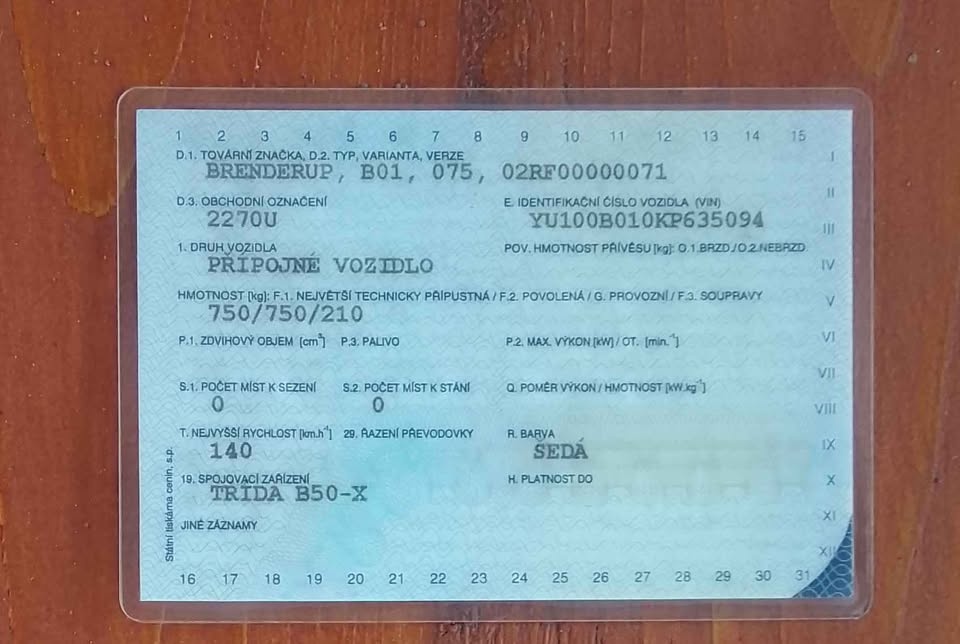 1 2 3 4 5 6 7 8 9 10 11 12 13 14 15
I
D.1. TOVÁRNÍ ZNAČKA, D.2. TYP, VARIANTA, VERZE
BRENDERUP, B01, 075, 02RF00000071
II
D.3. OBCHODNÍ OZNAČENÍ E. IDENTIFIKAČNÍ ČÍSLO VOZIDLA (VIN)
2270U YU100B010KP635094
III
1. DRUH VOZIDLA POV. HMOTNOST PŘÍVĚSU [kg]: O.1.BRZD./O.2.NEBRZD.
PŘÍPOJNÉ VOZIDLO
IV
HMOTNOST [kg]: F.1. NEJVĚTŠÍ TECHNICKY PŘÍPUSTNÁ / F.2. POVOLENÁ / G. PROVOZNÍ / F.3. SOUPRAVY
V
750/750/210
P.1. ZDVIHOVÝ OBJEM [cm³] P.3. PALIVO P.2. MAX. VÝKON [kW] / OT. [min.⁻¹]
VI
VII
S.1. POČET MÍST K SEZENÍ S.2. POČET MÍST K STÁNÍ Q. POMĚR VÝKON / HMOTNOST [kW.kg⁻¹]
0 0
VIII
T. NEJVYŠŠÍ RYCHLOST [km.h⁻¹] 29. ŘAZENÍ PŘEVODOVKY R. BARVA
IX
140 ŠEDÁ
19. SPOJOVACÍ ZAŘÍZENÍ H. PLATNOST DO
X
TŘÍDA B50-X
XI
JINÉ ZÁZNAMY
XII
Státní tiskárna cenin, s.p.
16 17 18 19 20 21 22 23 24 25 26 27 28 29 30 31